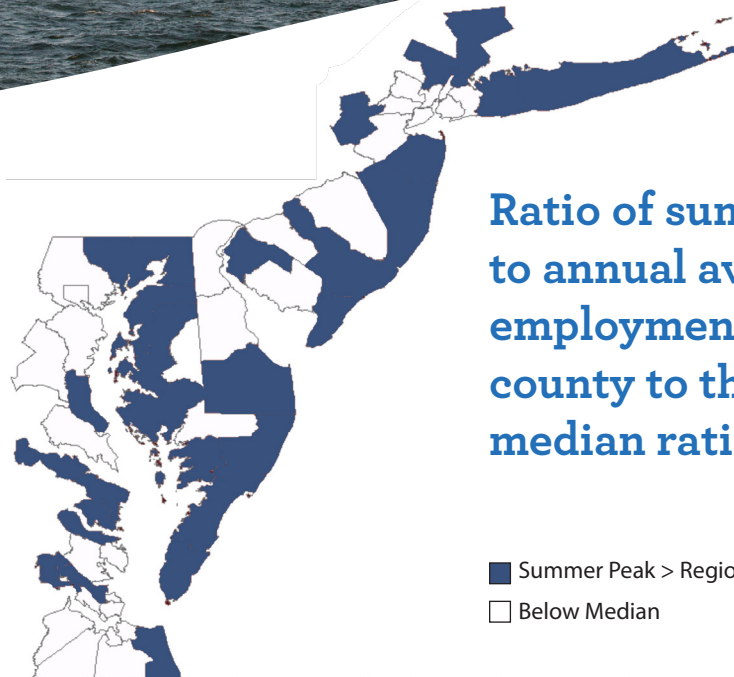 Ratio of sum
to annual av
employmen
county to th
median rati
Summer Peak > Regio
Below Median